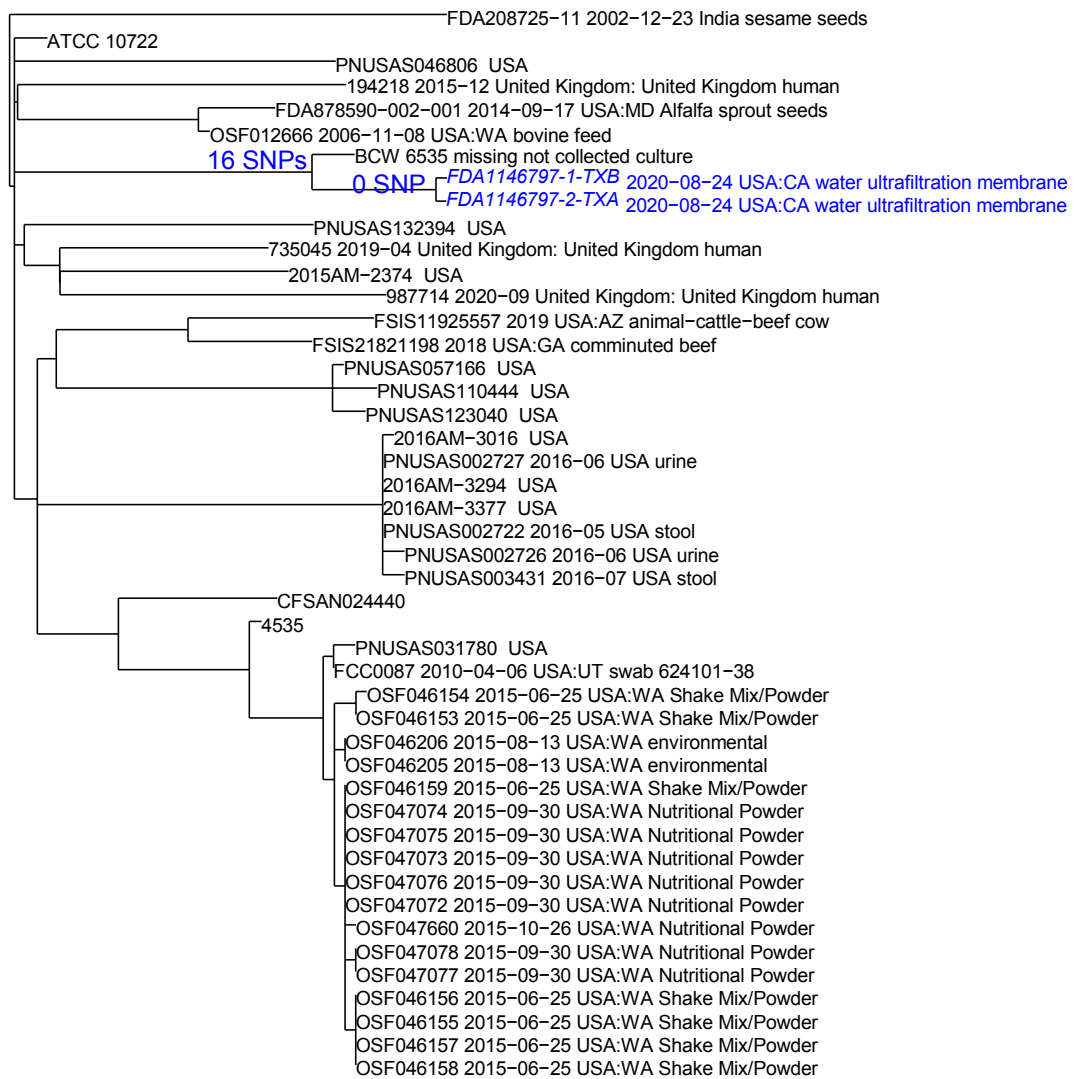 FDA208725−11 2002−12−23 India sesame seeds
ATCC 10722
PNUSAS046806 USA
194218 2015−12 United Kingdom: United Kingdom human
FDA878590−002−001 2014−09−17 USA:MD Alfalfa sprout seeds
OSF012666 2006−11−08 USA:WA bovine feed
16 SNPs
BCW 6535 missing not collected culture
0 SNP
FDA1146797−1−TXB 2020−08−24 USA:CA water ultrafiltration membrane
FDA1146797−2−TXA 2020−08−24 USA:CA water ultrafiltration membrane
PNUSAS132394 USA
735045 2019−04 United Kingdom: United Kingdom human
2015AM−2374 USA
987714 2020−09 United Kingdom: United Kingdom human
FSIS11925557 2019 USA:AZ animal−cattle−beef cow
FSIS21821198 2018 USA:GA comminuted beef
PNUSAS057166 USA
PNUSAS110444 USA
PNUSAS123040 USA
2016AM−3016 USA
PNUSAS002727 2016−06 USA urine
2016AM−3294 USA
2016AM−3377 USA
PNUSAS002722 2016−05 USA stool
PNUSAS002726 2016−06 USA urine
PNUSAS003431 2016−07 USA stool
CFSAN024440
4535
PNUSAS031780 USA
FCC0087 2010−04−06 USA:UT swab 624101−38
OSF046154 2015−06−25 USA:WA Shake Mix/Powder
OSF046153 2015−06−25 USA:WA Shake Mix/Powder
OSF046206 2015−08−13 USA:WA environmental
OSF046205 2015−08−13 USA:WA environmental
OSF046159 2015−06−25 USA:WA Shake Mix/Powder
OSF047074 2015−09−30 USA:WA Nutritional Powder
OSF047075 2015−09−30 USA:WA Nutritional Powder
OSF047073 2015−09−30 USA:WA Nutritional Powder
OSF047076 2015−09−30 USA:WA Nutritional Powder
OSF047072 2015−09−30 USA:WA Nutritional Powder
OSF047660 2015−10−26 USA:WA Nutritional Powder
OSF047078 2015−09−30 USA:WA Nutritional Powder
OSF047077 2015−09−30 USA:WA Nutritional Powder
OSF046156 2015−06−25 USA:WA Shake Mix/Powder
OSF046155 2015−06−25 USA:WA Shake Mix/Powder
OSF046157 2015−06−25 USA:WA Shake Mix/Powder
OSF046158 2015−06−25 USA:WA Shake Mix/Powder